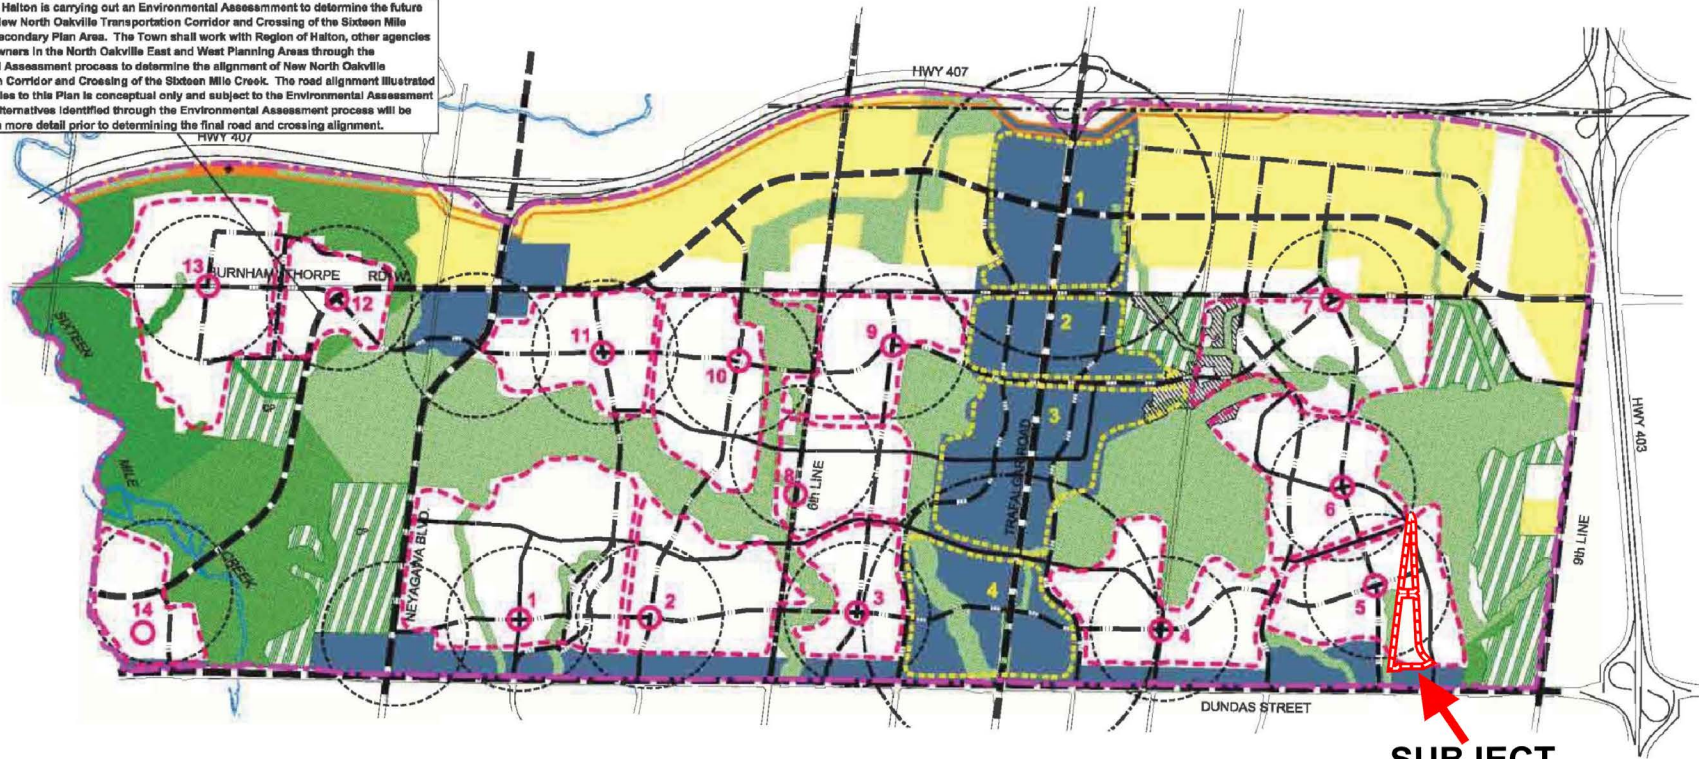 Halton is carrying out an Environmental Assessmment to determine the future
New North Oakville Transportation Corridor and Crossing of the Sixteen Mile
Secondary Plan Area. The Town shall work with Region of Halton, other agencies
owners in the North Oakville East and West Planning Areas through the
Assessment process to determine the alignment of New North Oakville
Corridor and Crossing of the Sixteen Mile Creek. The road alignment illustrated
to this Plan is conceptual only and subject to the Environmental Assessment
identified through the Environmental Assessment process will be
more detail prior to determining the final road and crossing alignment.
HWY 407
HWY 407
1
13
BURNHAMTHORPE RD. W.
12
7
2
11
9
10
SIXTEEN
3
CP
HWY 403
TRAFALGAR ROAD
MILE
8
6th LINE
6
NEYAGAWA BLVD.
9th LINE
CREEK
5
4
14
1
2
3
4
DUNDAS STREET
SUBJECT